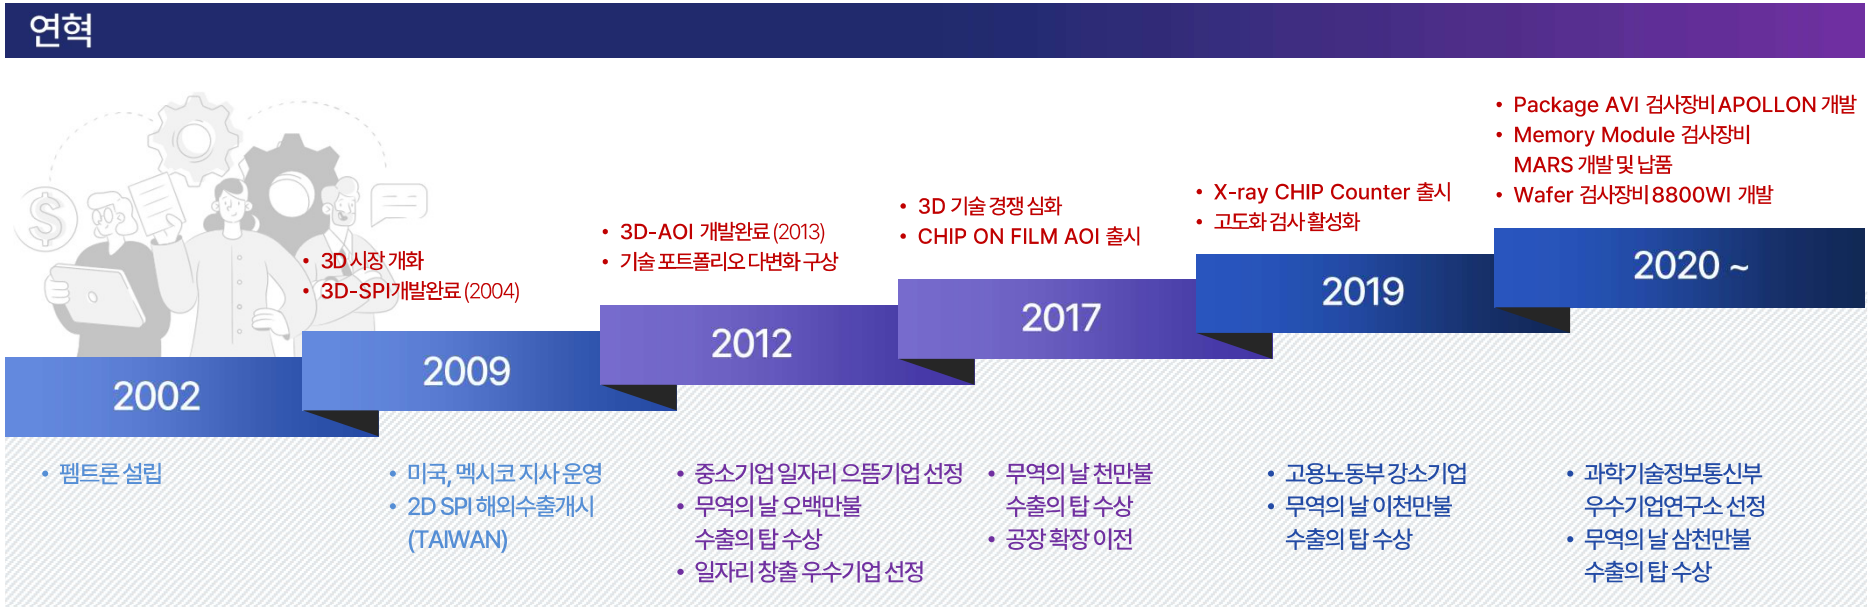 연혁
• 3D 시장 개화
• 3D-SPI개발완료 (2004)
• 3D-AOI 개발완료 (2013)
• 기술 포트폴리오 다변화 구상
• 3D 기술 경쟁 심화
• CHIP ON FILM AOI 출시
• X-ray CHIP Counter 출시
• 고도화 검사 활성화
• Package AVI 검사장비 APOLLON 개발
• Memory Module 검사장비
MARS 개발 및 납품
• Wafer 검사장비 8800WI 개발
2002
2009
2012
2017
2019
2020 ~
• 펨트론 설립
• 미국, 멕시코 지사 운영
• 2D SPI 해외수출개시
(TAIWAN)
• 중소기업 일자리 으뜸기업 선정
• 무역의 날 오백만불
수출의 탑 수상
• 일자리 창출 우수기업 선정
• 무역의 날 천만불
수출의 탑 수상
• 공장 확장 이전
• 고용노동부 강소기업
• 무역의 날 이천만불
수출의 탑 수상
• 과학기술정보통신부
우수기업연구소 선정
• 무역의 날 삼천만불
수출의 탑 수상